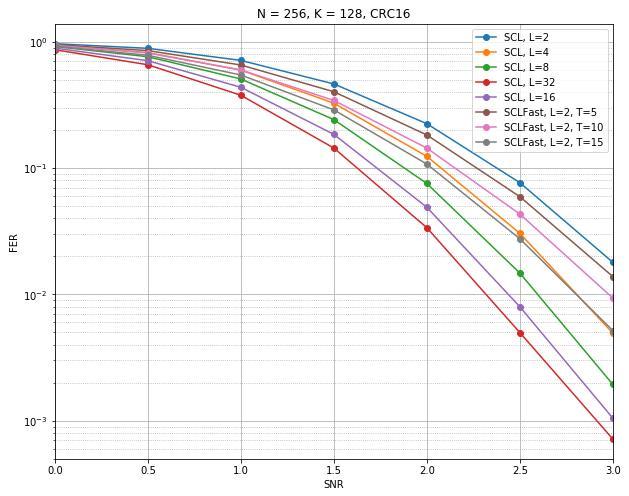 N = 256, K = 128, CRC16
SCL, L=2
SCL, L=4
SCL, L=8
SCL, L=32
SCL, L=16
SCLFast, L=2, T=5
SCLFast, L=2, T=10
SCLFast, L=2, T=15
10⁰
10⁻¹
10⁻²
10⁻³
FER
0.0 0.5 1.0 1.5 2.0 2.5 3.0
SNR